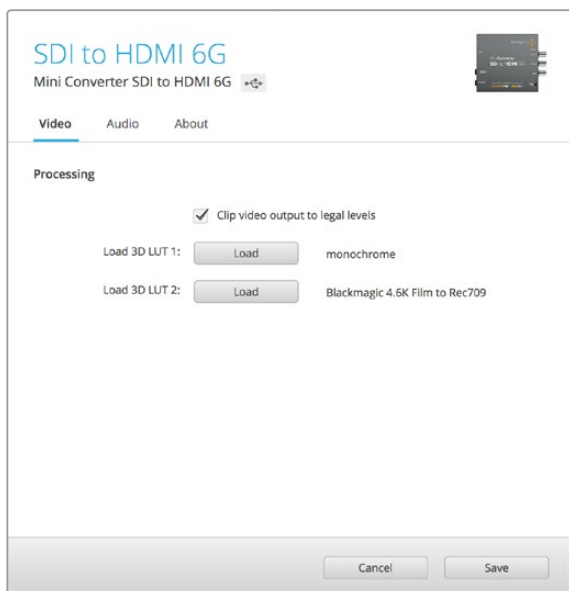 SDI to HDMI 6G
Mini Converter SDI to HDMI 6G
Video Audio About
Processing
Clip video output to legal levels
Load 3D LUT 1: Load monochrome
Load 3D LUT 2: Load Blackmagic 4.6K Film to Rec709
Cancel Save